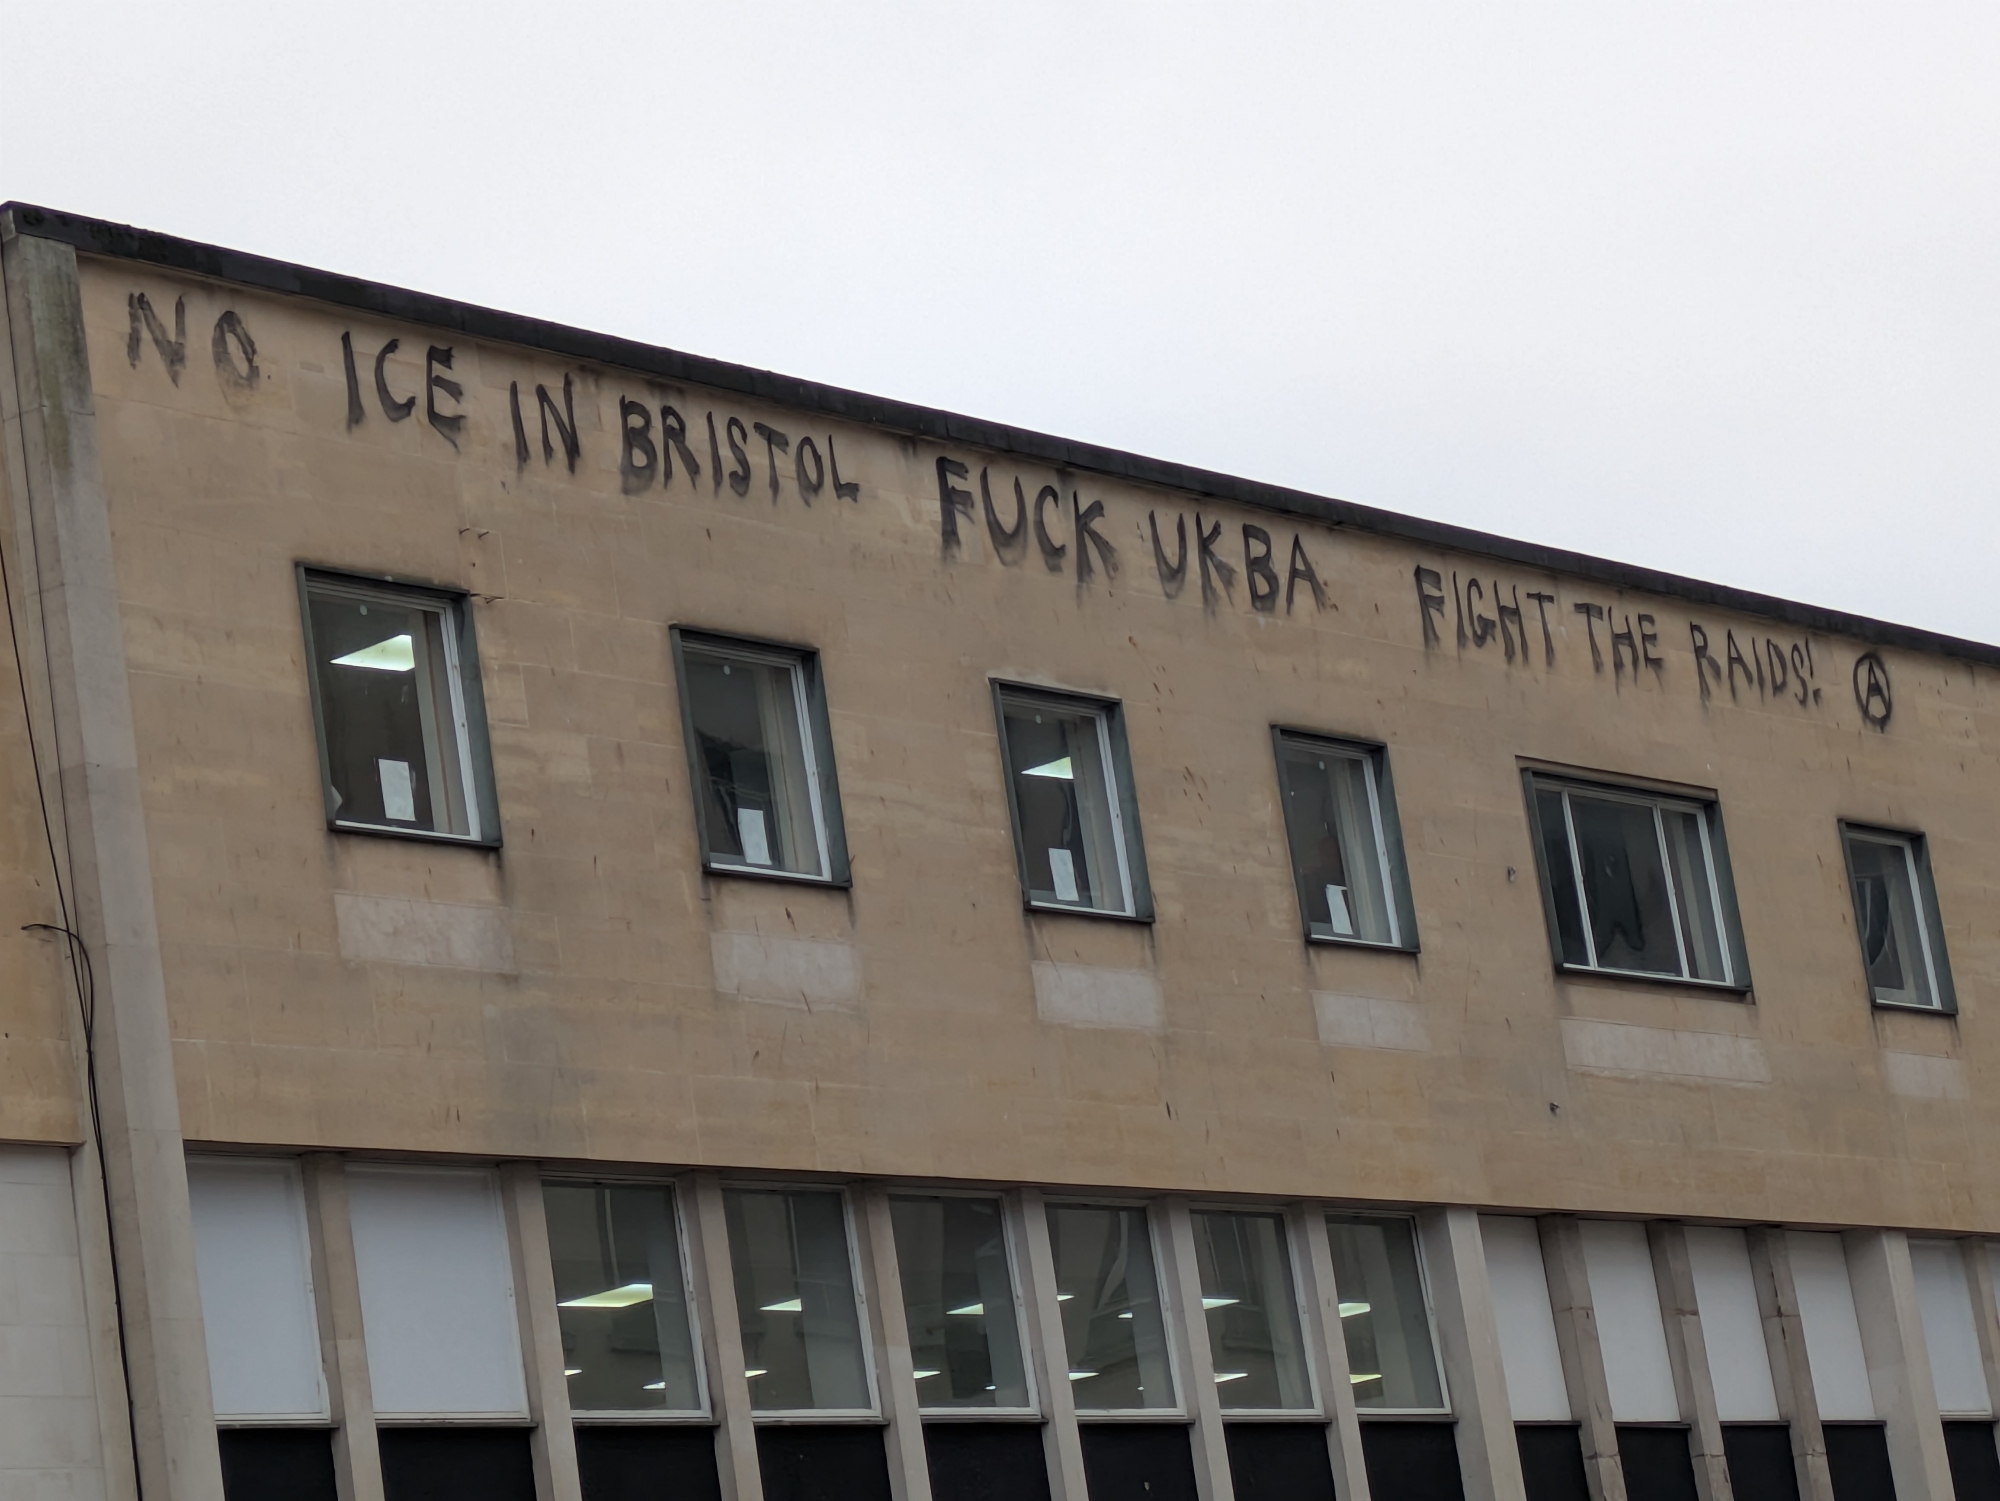 NO ICE IN BRISTOL FUCK UKBA FIGHT THE RAIDS! Ⓐ